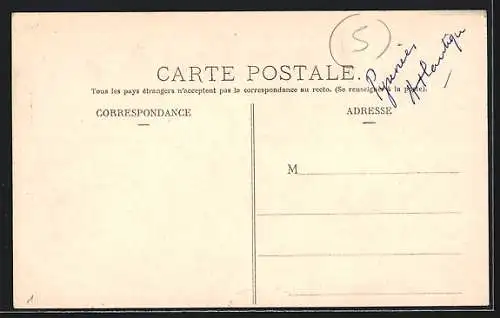 5
Pyrénées
Atlantique
CARTE POSTALE.
Tous les pays étrangers n'acceptent pas la correspondance au recto. (Se renseigner à la poste).
CORRESPONDANCE
ADRESSE
M
1